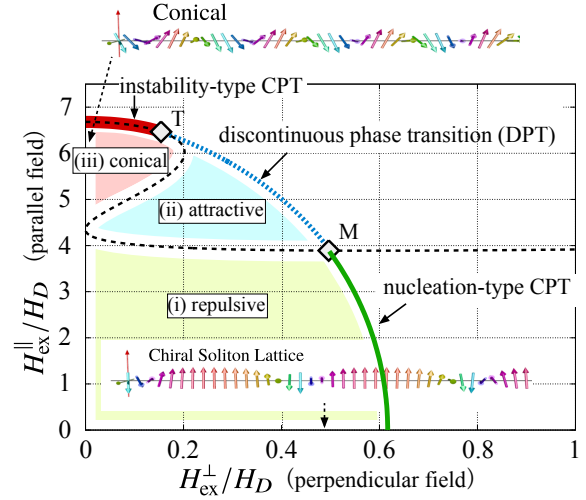 Conical
instability-type CPT
T
discontinuous phase transition (DPT)
(iii) conical
(ii) attractive
M
nucleation-type CPT
(i) repulsive
Chiral Soliton Lattice
7
6
5
4
3
2
1
0
0
0.2
0.4
0.6
0.8
1
H_ex^∥/H_D (parallel field)
H_ex^⊥/H_D (perpendicular field)